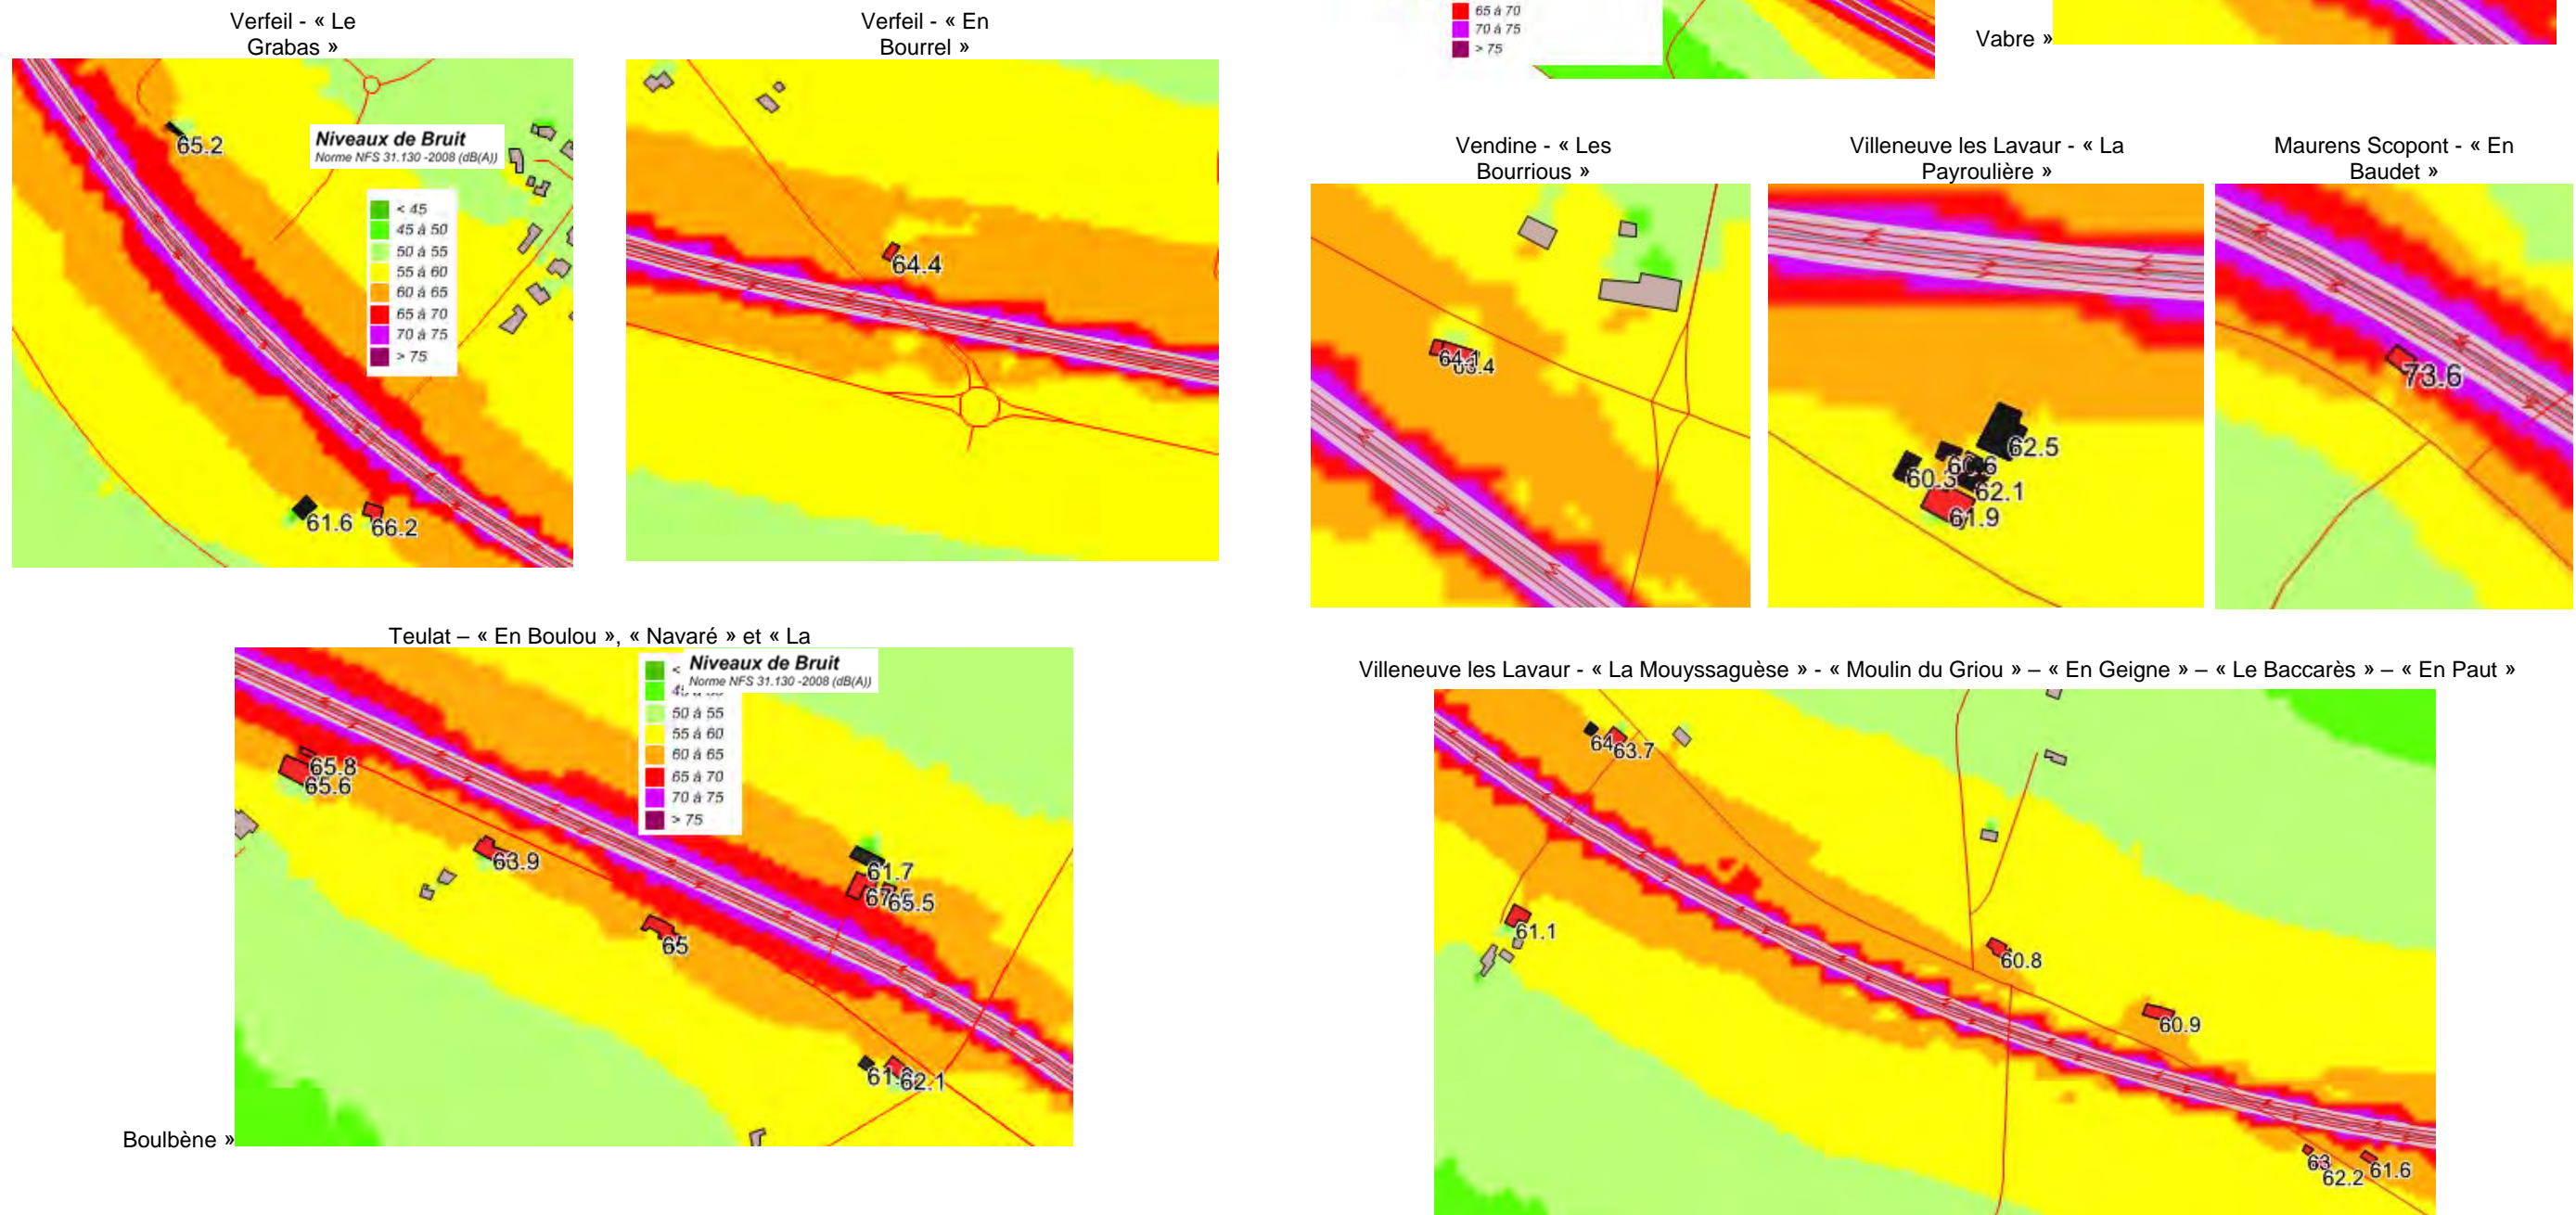 Verfeil - « Le
Grabas »
65.2
Niveaux de Bruit
Norme NFS 31.130 -2008 (dB(A))
< 45
45 à 50
50 à 55
55 à 60
60 à 65
65 à 70
70 à 75
> 75
61.6
66.2
Verfeil - « En
Bourrel »
64.4
Teulat – « En Boulou », « Navaré » et « La
Niveaux de Bruit
Norme NFS 31.130 -2008 (dB(A))
<
50 à 55
55 à 60
60 à 65
65 à 70
70 à 75
> 75
65.8
65.6
63.9
65
61.7
65.5
62.1
Boulbène »
65 à 70
70 à 75
> 75
Vabre »
Vendine - « Les
Bourrious »
64.1
63.4
Villeneuve les Lavaur - « La
Payroulière »
62.5
60.6
60.3
62.1
61.9
Maurens Scopont - « En
Baudet »
73.6
Villeneuve les Lavaur - « La Mouyssaguèse » - « Moulin du Griou » – « En Geigne » – « Le Baccarès » – « En Paut »
64
63.7
61.1
60.8
60.9
63
62.2
61.6